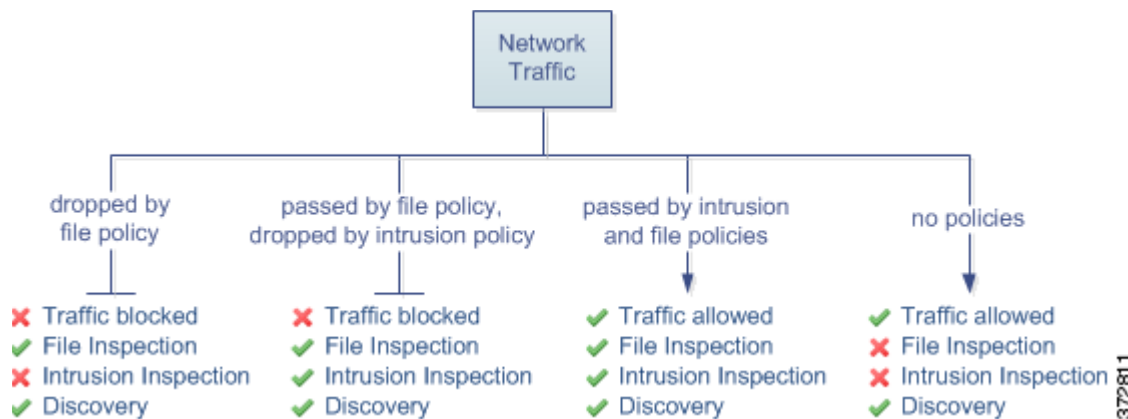 Network
Traffic
dropped by
file policy
passed by file policy,
dropped by intrusion policy
passed by intrusion
and file policies
no policies
Traffic blocked
File Inspection
Intrusion Inspection
Discovery
Traffic blocked
File Inspection
Intrusion Inspection
Discovery
Traffic allowed
File Inspection
Intrusion Inspection
Discovery
Traffic allowed
File Inspection
Intrusion Inspection
Discovery
372811